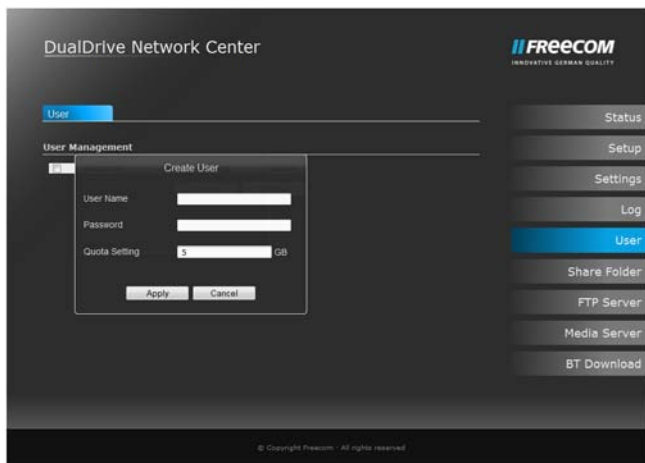 DualDrive Network Center
FREECOM
INNOVATIVE GERMAN QUALITY
User
User Management
Create User
User Name
Password
Quota Setting 5 GB
Apply Cancel
Status
Setup
Settings
Log
User
Share Folder
FTP Server
Media Server
BT Download
© Copyright Freecom · All rights reserved